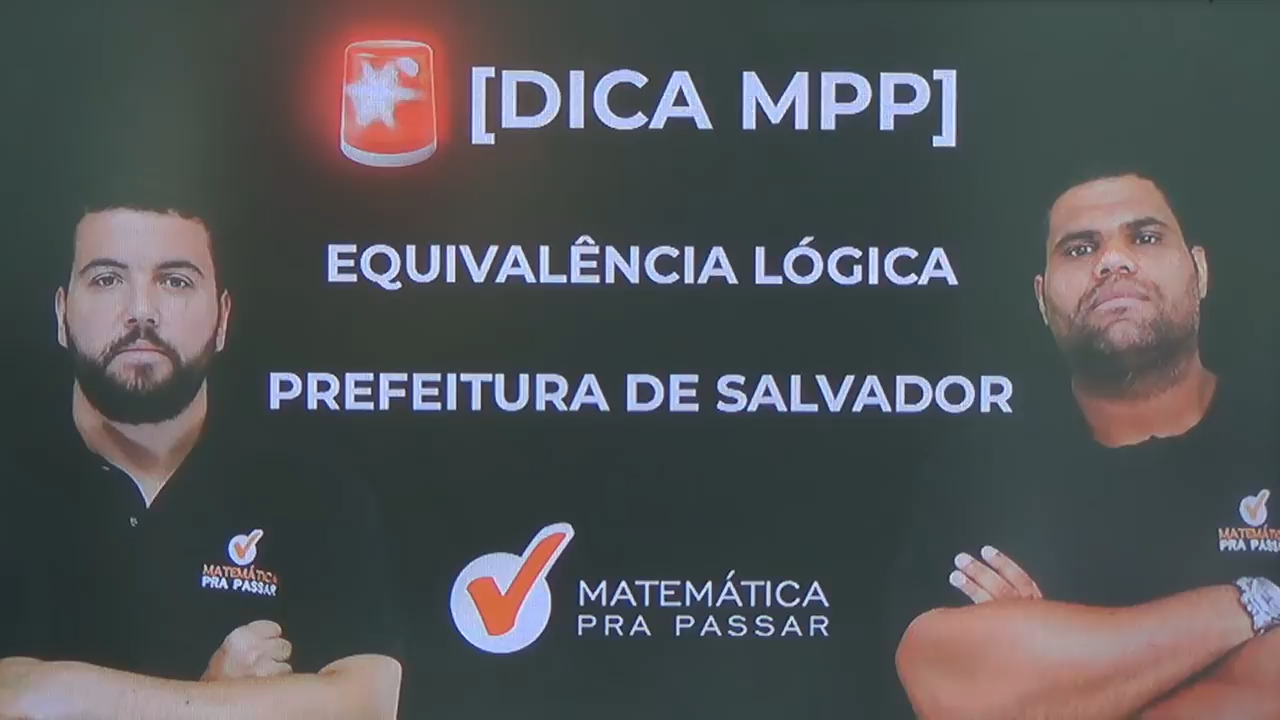 [DICA MPP]
EQUIVALÊNCIA LÓGICA
PREFEITURA DE SALVADOR
MATEMÁTICA
PRA PASSAR
MATEMÁTICA
PRA PASSAR
MATEMÁTICA
PRA PASSAR